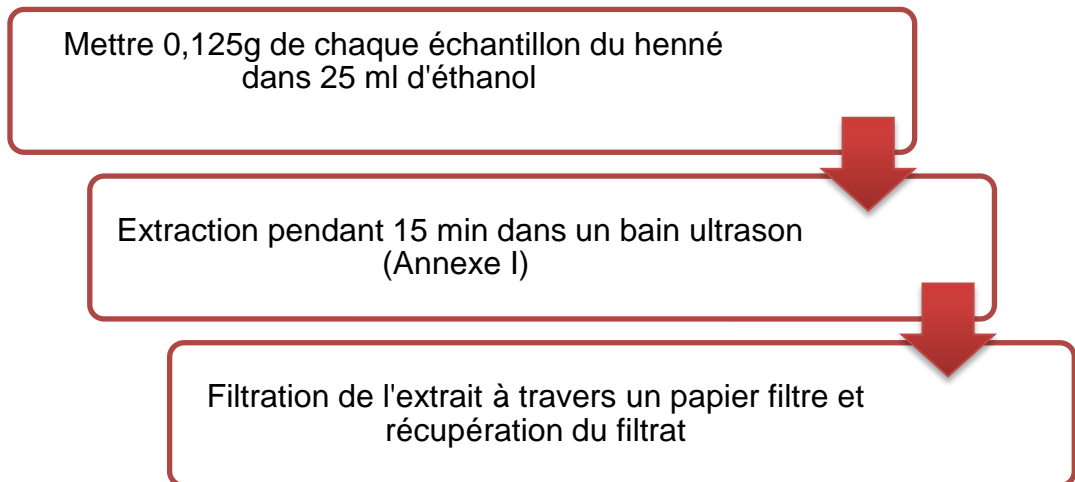 Mettre 0,125g de chaque échantillon du henné
dans 25 ml d'éthanol
Extraction pendant 15 min dans un bain ultrason
(Annexe I)
Filtration de l'extrait à travers un papier filtre et
récupération du filtrat